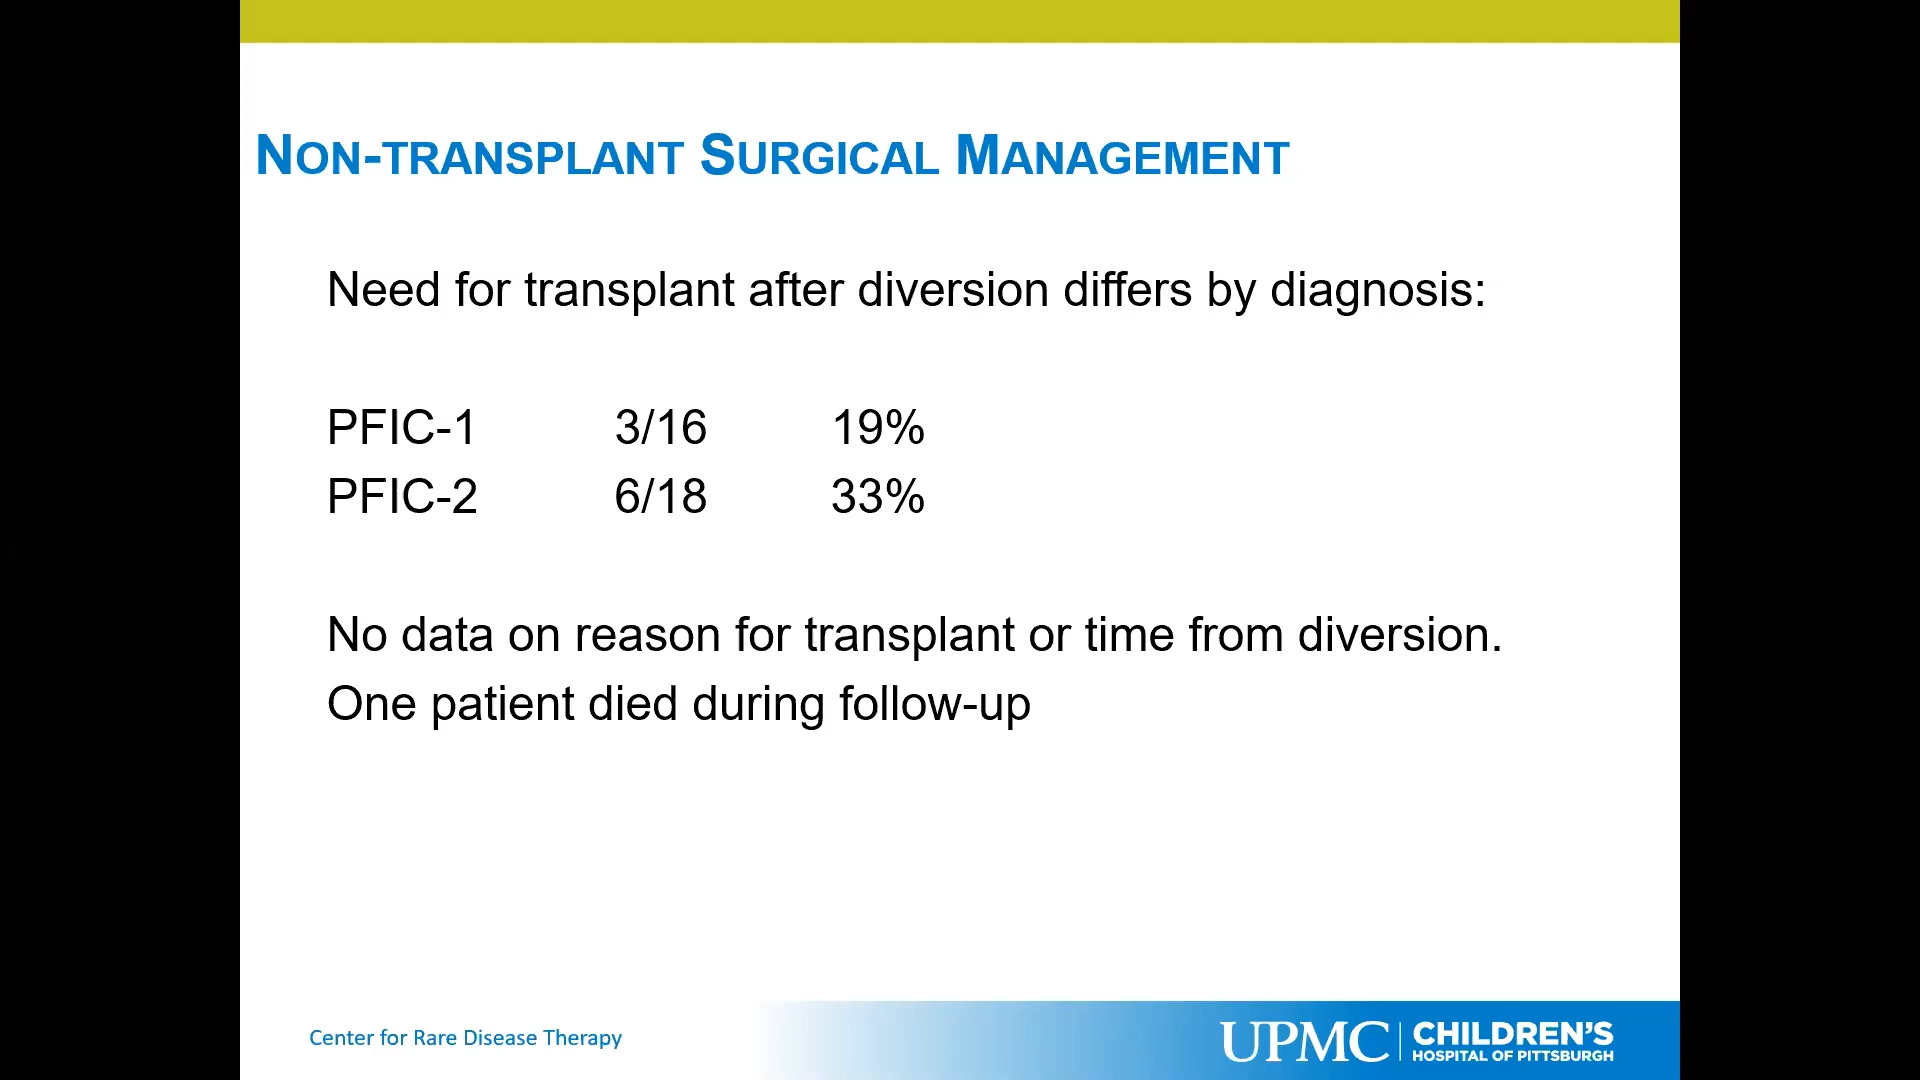 NON-TRANSPLANT SURGICAL MANAGEMENT
Need for transplant after diversion differs by diagnosis:
PFIC-1 3/16 19%
PFIC-2 6/18 33%
No data on reason for transplant or time from diversion.
One patient died during follow-up
Center for Rare Disease Therapy
UPMC CHILDREN'S
HOSPITAL OF PITTSBURGH